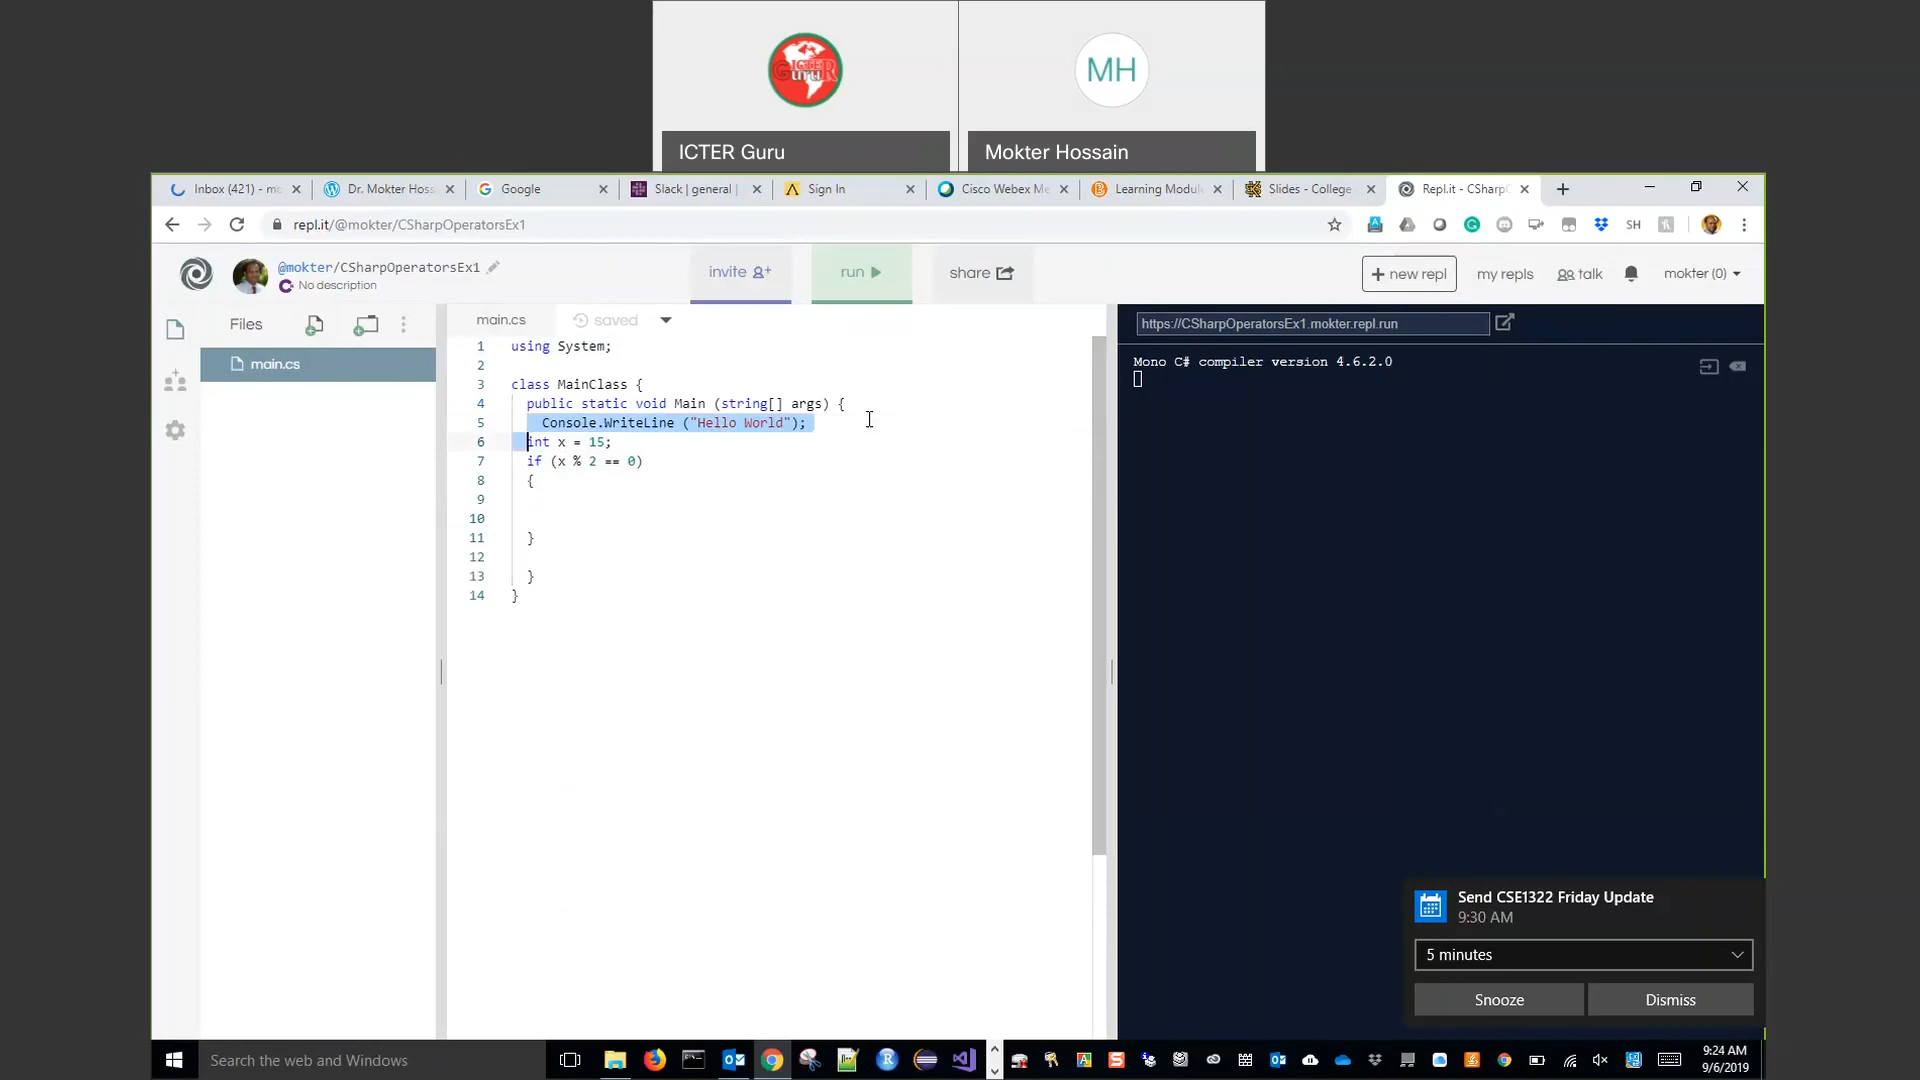 MH
ICTER Guru
Mokter Hossain
Inbox (421) - m
Dr. Mokter Hoss
Google
Slack | general |
Sign In
Cisco Webex Me
Learning Modul
Slides - College
Repl.it - CSharp
repl.it/@mokter/CSharpOperatorsEx1
SH
@mokter/CSharpOperatorsEx1
No description
invite
run
share
+ new repl
my repls
talk
mokter (0)
Files
main.cs
main.cs
saved
https://CSharpOperatorsEx1.mokter.repl.run
Mono C# compiler version 4.6.2.0
1 using System;
2
3 class MainClass {
4 public static void Main (string[] args) {
5 Console.WriteLine ("Hello World");
6 int x = 15;
7 if (x % 2 == 0)
8 {
9
10
11 }
12
13 }
14 }
Send CSE1322 Friday Update
9:30 AM
5 minutes
Snooze
Dismiss
Search the web and Windows
9:24 AM
9/6/2019